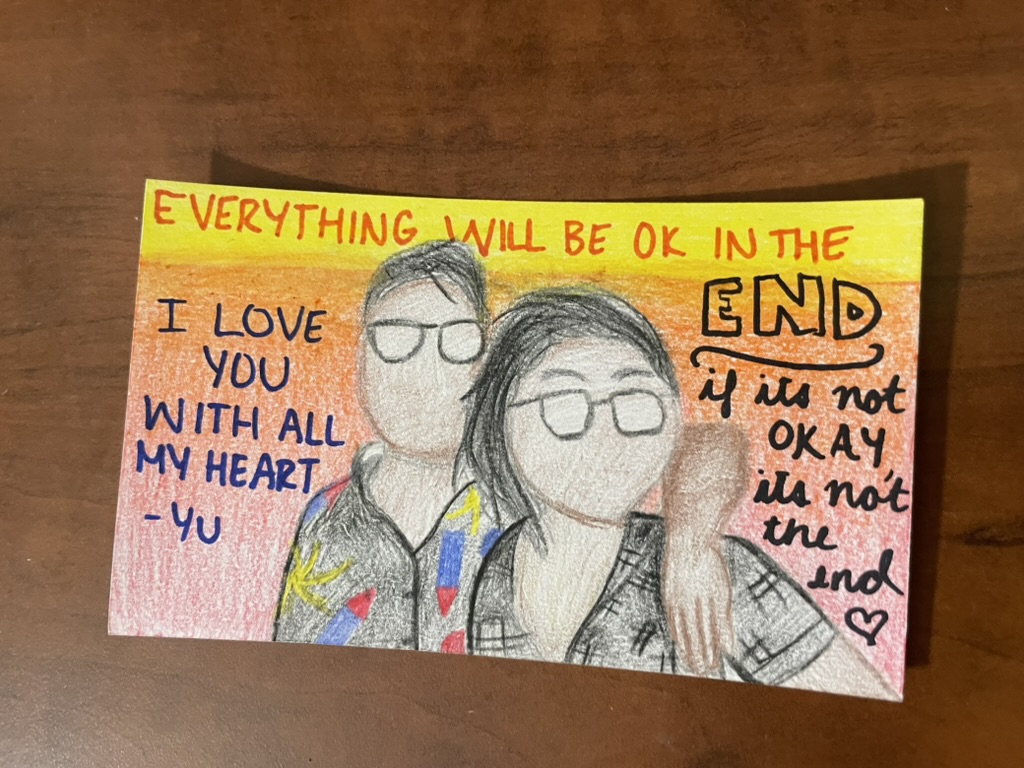 EVERYTHING WILL BE OK IN THE
END
if its not
OKAY,
its not
the
end
I LOVE
YOU
WITH ALL
MY HEART
- YU